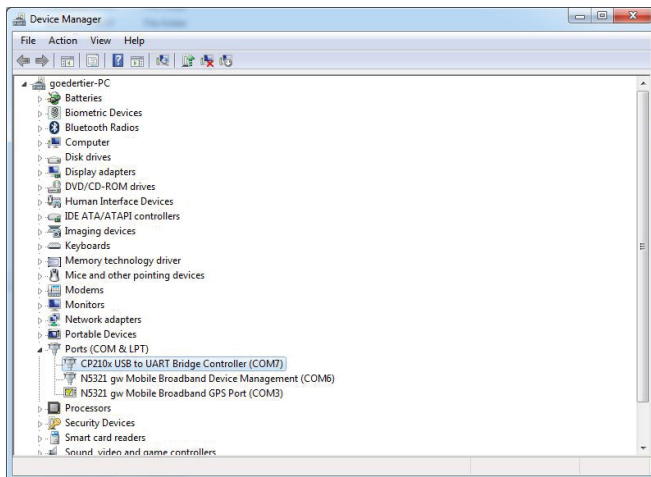 Device Manager
File Action View Help
goedertier-PC
Batteries
Biometric Devices
Bluetooth Radios
Computer
Disk drives
Display adapters
DVD/CD-ROM drives
Human Interface Devices
IDE ATA/ATAPI controllers
Imaging devices
Keyboards
Memory technology driver
Mice and other pointing devices
Modems
Monitors
Network adapters
Portable Devices
Ports (COM & LPT)
CP210x USB to UART Bridge Controller (COM7)
N5321 gw Mobile Broadband Device Management (COM6)
N5321 gw Mobile Broadband GPS Port (COM3)
Processors
Security Devices
Smart card readers
Sound, video and game controllers